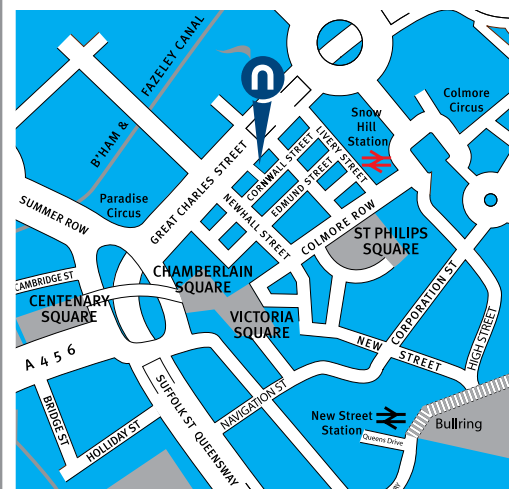 FAZELEY CANAL
B'HAM &
n
Colmore
Circus
Snow
Hill
Station
LIVERY STREET
CORNWALL STREET
EDMUND STREET
GREAT CHARLES STREET
NEWHALL STREET
COLMORE ROW
Paradise
Circus
SUMMER ROW
ST PHILIPS
SQUARE
CHAMBERLAIN
SQUARE
CAMBRIDGE ST
CENTENARY
SQUARE
VICTORIA
SQUARE
CORPORATION ST
NEW STREET
HIGH STREET
A 456
BRIDGE ST
HOLLIDAY ST
SUFFOLK ST QUEENSWAY
NAVIGATION ST
New Street
Station
Queens Drive
Bullring